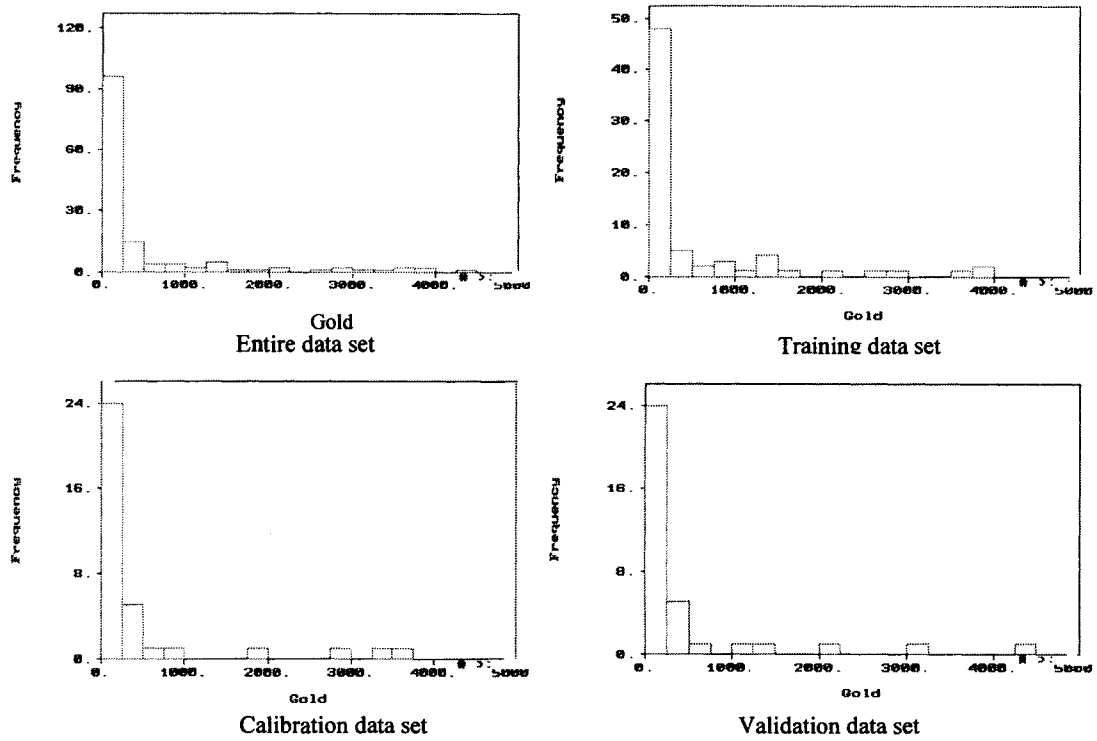 120.
90.
60.
30.
0.
Frequency
0. 1000. 2000. 3000. 4000. 5000
Gold
Entire data set
50.
40.
30.
20.
10.
0.
Frequency
0. 1000. 2000. 3000. 4000. 5000
Gold
Training data set
24.
16.
8.
0.
Frequency
0. 1000. 2000. 3000. 4000. 5000
Gold
Calibration data set
24.
16.
8.
0.
Frequency
0. 1000. 2000. 3000. 4000. 5000
Gold
Validation data set